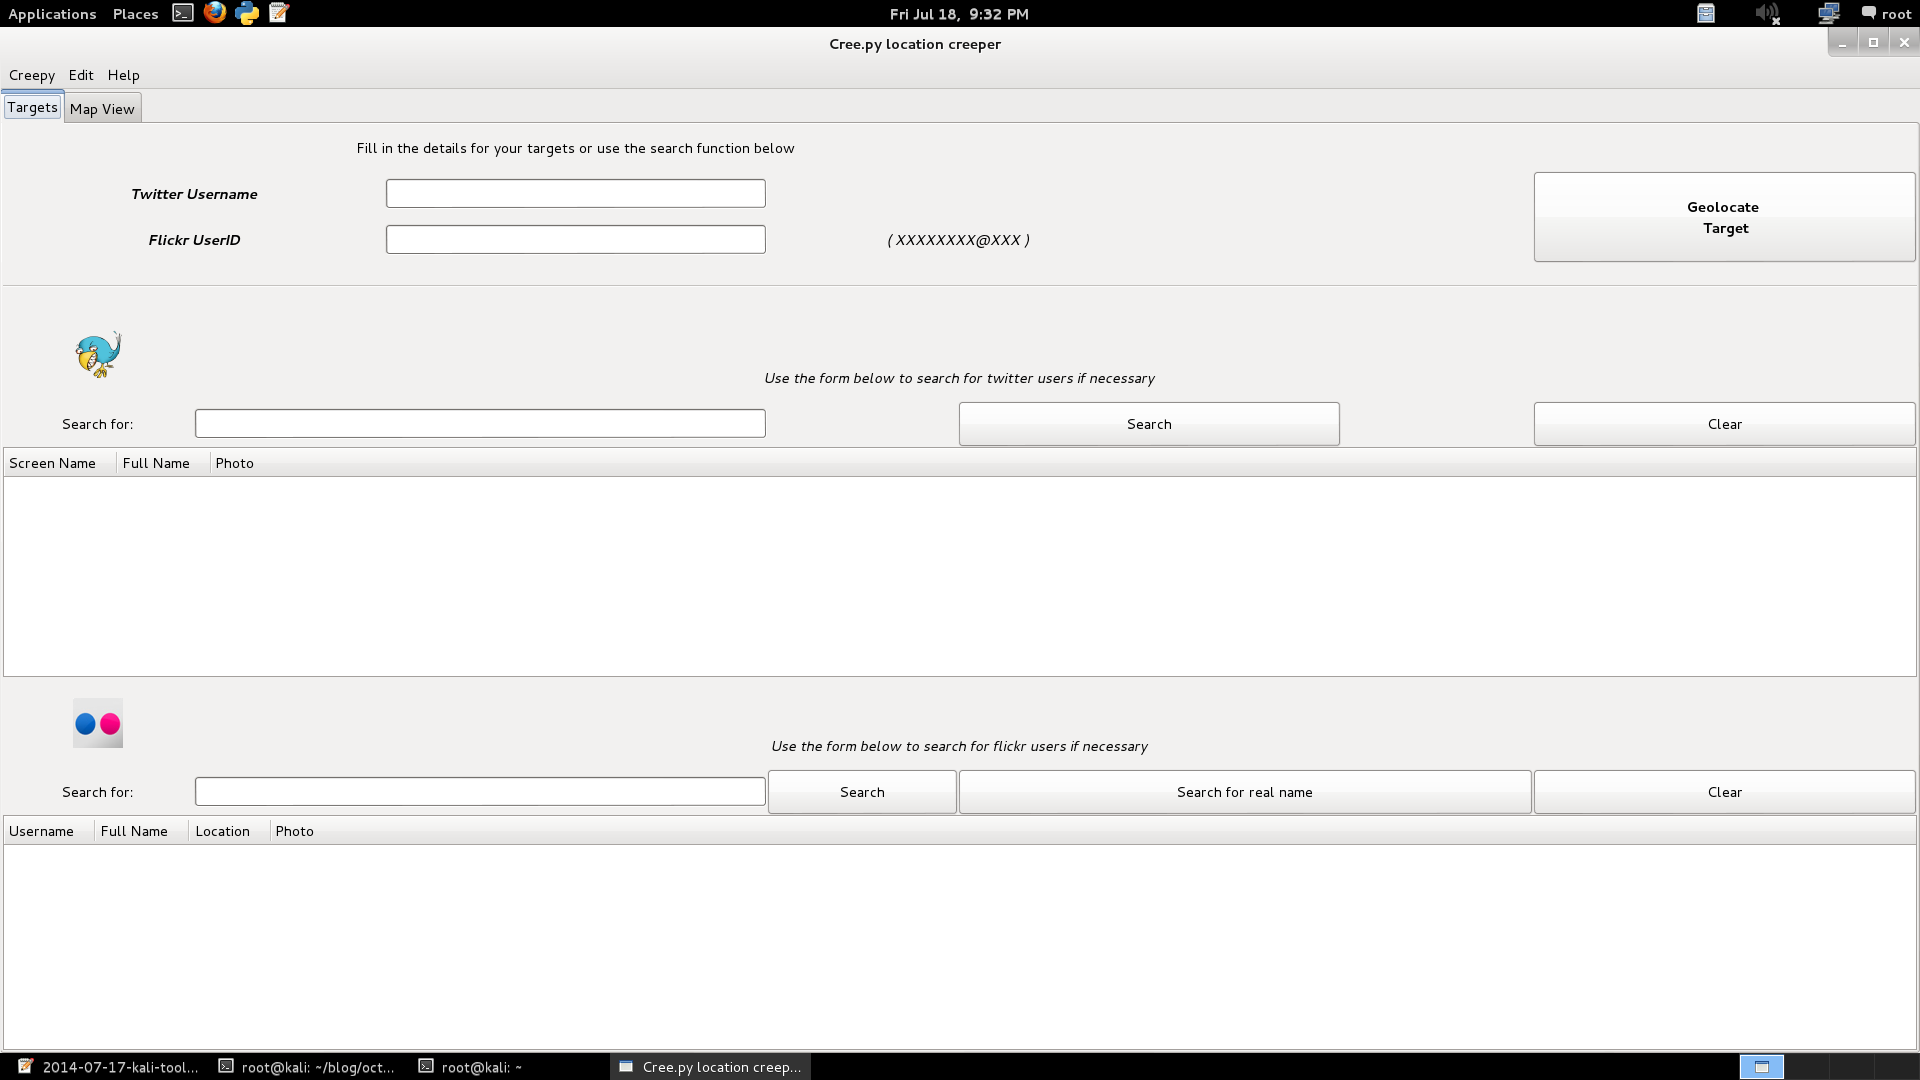 Applications Places Fri Jul 18, 9:32 PM root
Cree.py location creeper
Creepy Edit Help
Targets Map View
Fill in the details for your targets or use the search function below
Twitter Username
Flickr UserID ( XXXXXXXX@XXX )
Geolocate
Target
Use the form below to search for twitter users if necessary
Search for: Search Clear
Screen Name Full Name Photo
Use the form below to search for flickr users if necessary
Search for: Search Search for real name Clear
Username Full Name Location Photo
2014-07-17-kali-tool... root@kali: ~/blog/oct... root@kali: ~ Cree.py location creep...